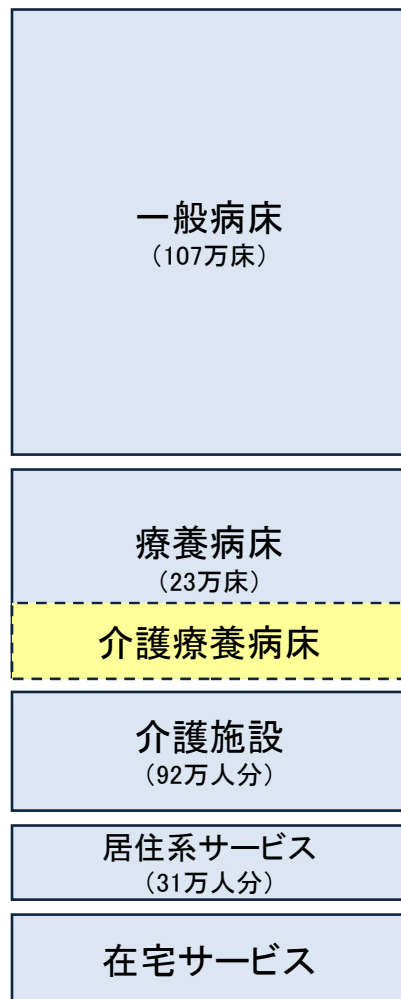 一般病床
（107万床）
療養病床
（23万床）
介護療養病床
介護施設
（92万人分）
居住系サービス
（31万人分）
在宅サービス